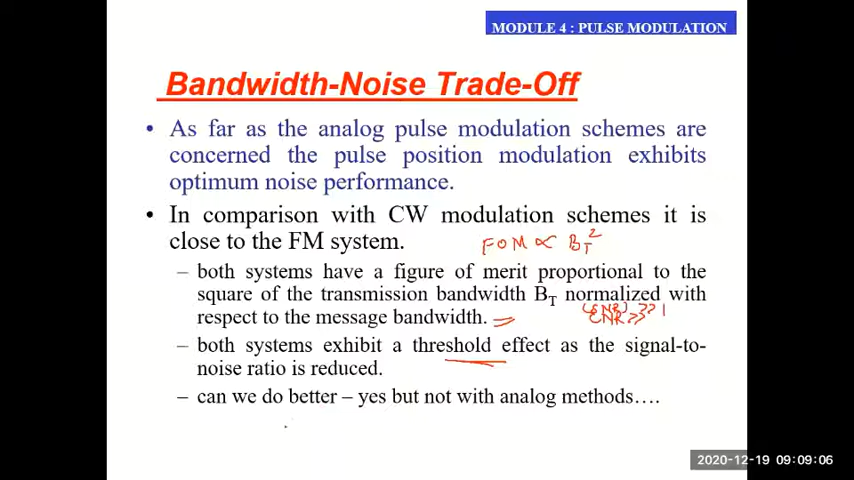 MODULE 4 : PULSE MODULATION
Bandwidth-Noise Trade-Off
• As far as the analog pulse modulation schemes are
concerned the pulse position modulation exhibits
optimum noise performance.
• In comparison with CW modulation schemes it is
close to the FM system.
FOM ∝ B_T^2
– both systems have a figure of merit proportional to the
square of the transmission bandwidth B_T normalized with
respect to the message bandwidth.
– both systems exhibit a threshold effect as the signal-to-
noise ratio is reduced.
– can we do better – yes but not with analog methods….
2020-12-19 09:09:06